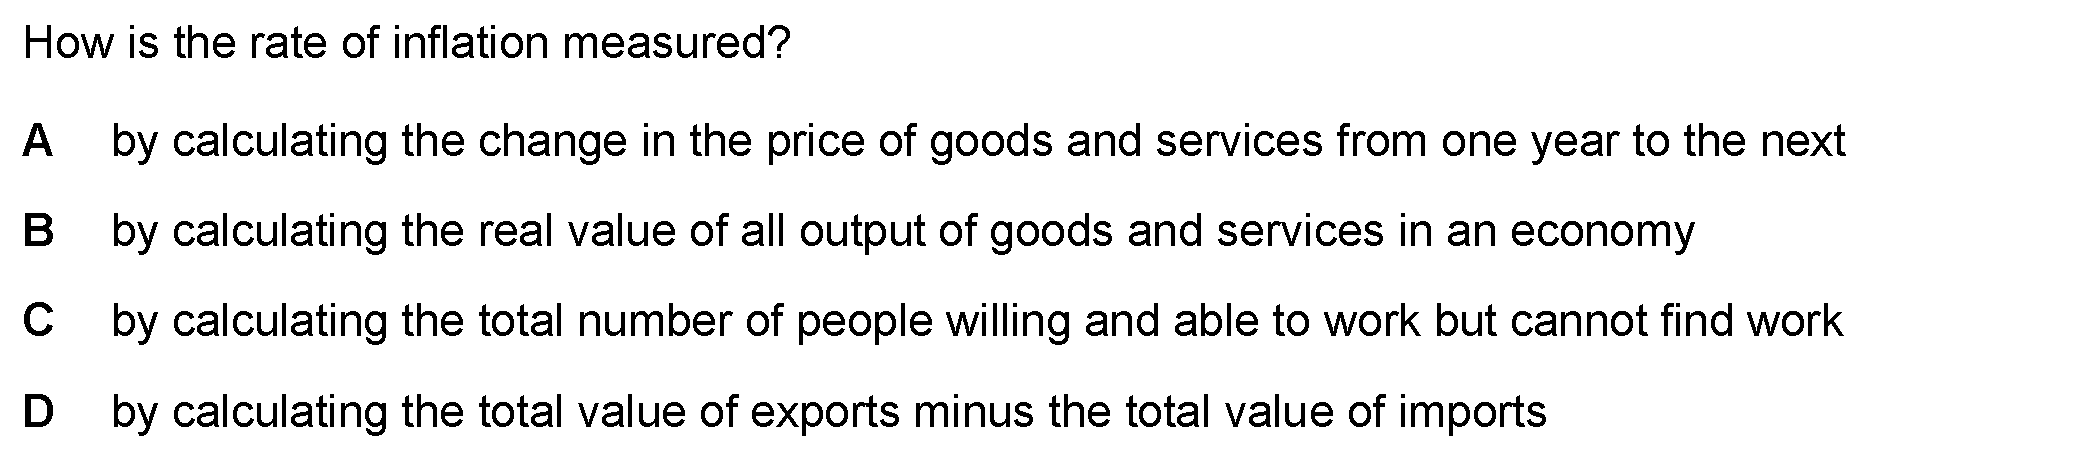 How is the rate of inflation measured?
A by calculating the change in the price of goods and services from one year to the next
B by calculating the real value of all output of goods and services in an economy
C by calculating the total number of people willing and able to work but cannot find work
D by calculating the total value of exports minus the total value of imports